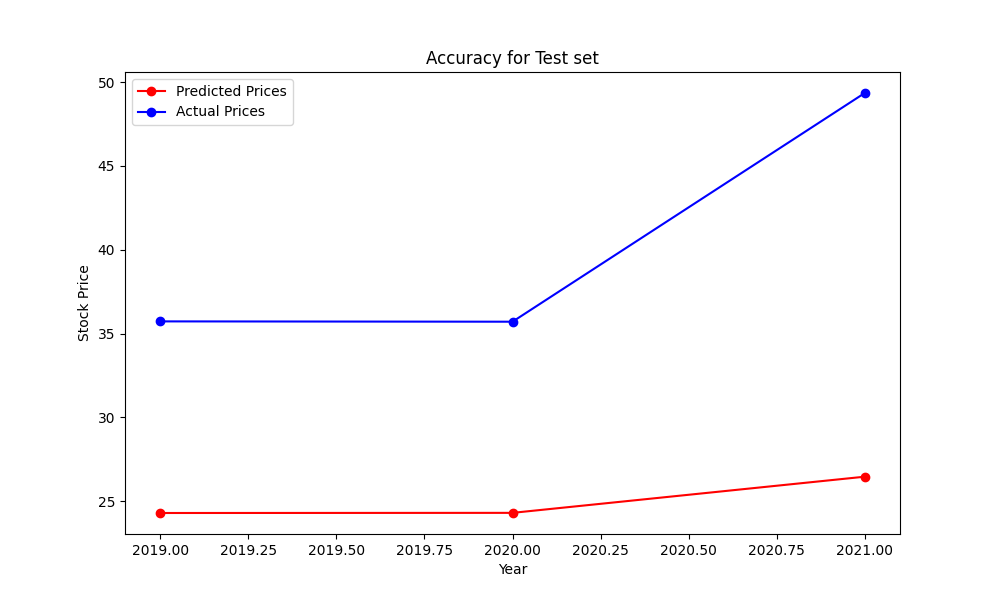 Accuracy for Test set
Predicted Prices
Actual Prices
50
45
40
35
30
25
Stock Price
2019.00 2019.25 2019.50 2019.75 2020.00 2020.25 2020.50 2020.75 2021.00
Year